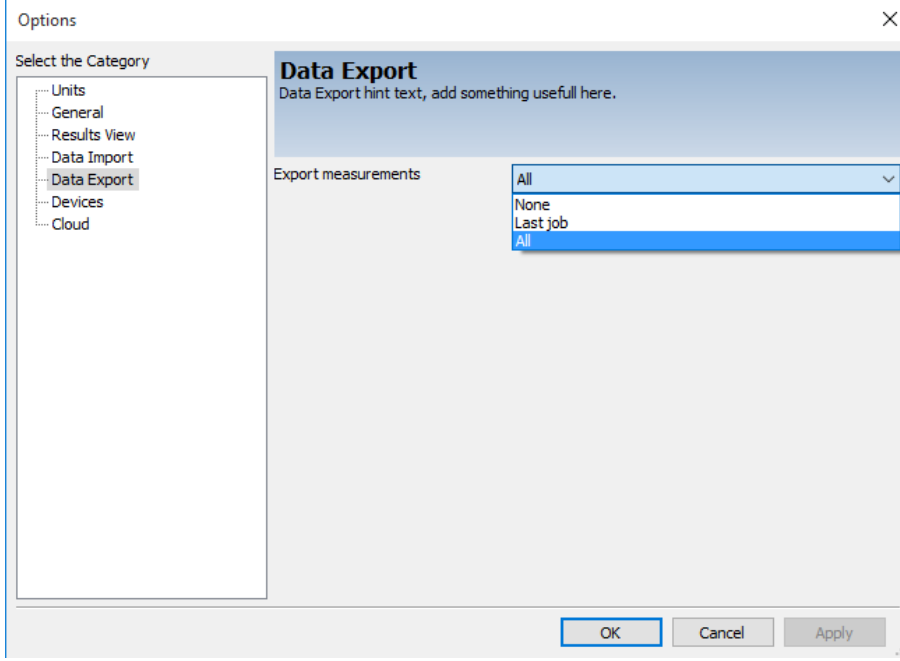 Options
Select the Category
Units
General
Results View
Data Import
Data Export
Devices
Cloud
Data Export
Data Export hint text, add something usefull here.
Export measurements
All
None
Last job
All
OK
Cancel
Apply